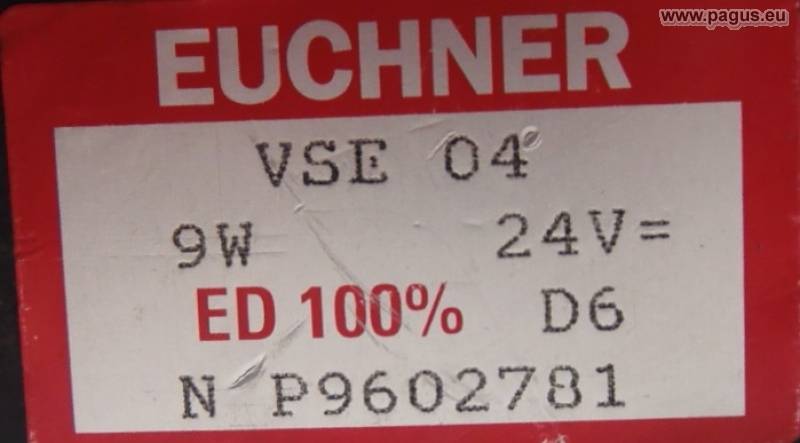 www.pagus.eu
EUCHNER
VSE 04
9W 24V=
ED 100% D6
N P9602781